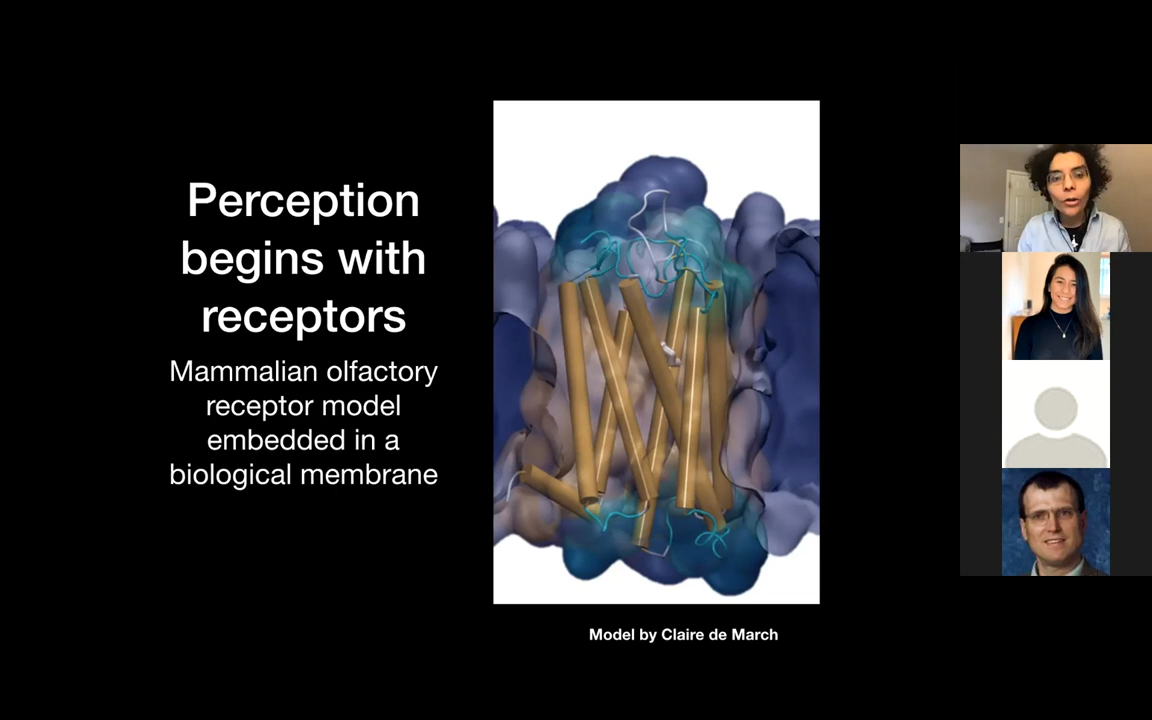 Perception
begins with
receptors
Mammalian olfactory
receptor model
embedded in a
biological membrane
Model by Claire de March